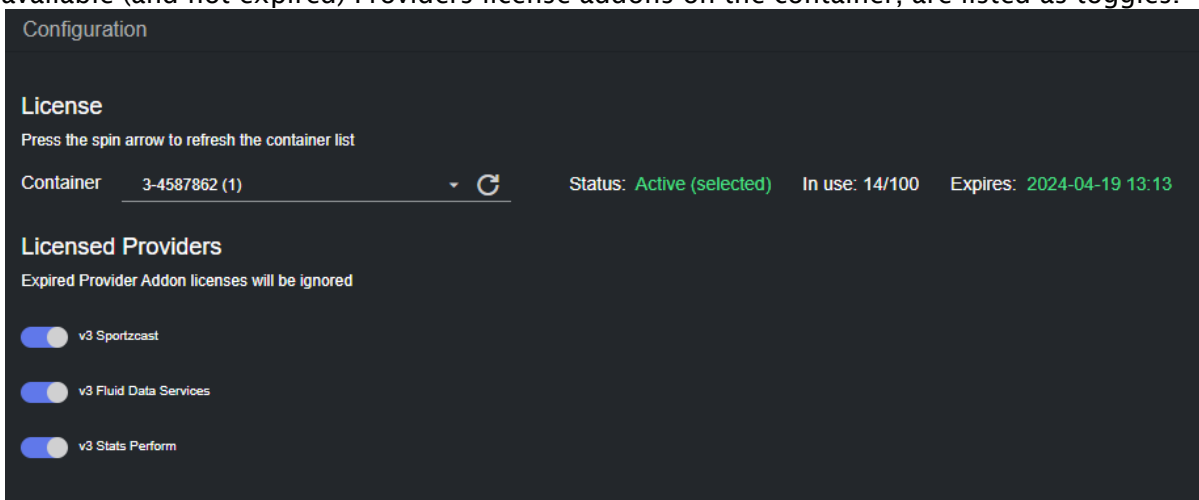 available (and not expired) Providers license addons on the container, are listed as toggles.
Configuration
License
Press the spin arrow to refresh the container list
Container 3-4587862 (1) Status: Active (selected) In use: 14/100 Expires: 2024-04-19 13:13
Licensed Providers
Expired Provider Addon licenses will be ignored
v3 Sportzcast
v3 Fluid Data Services
v3 Stats Perform